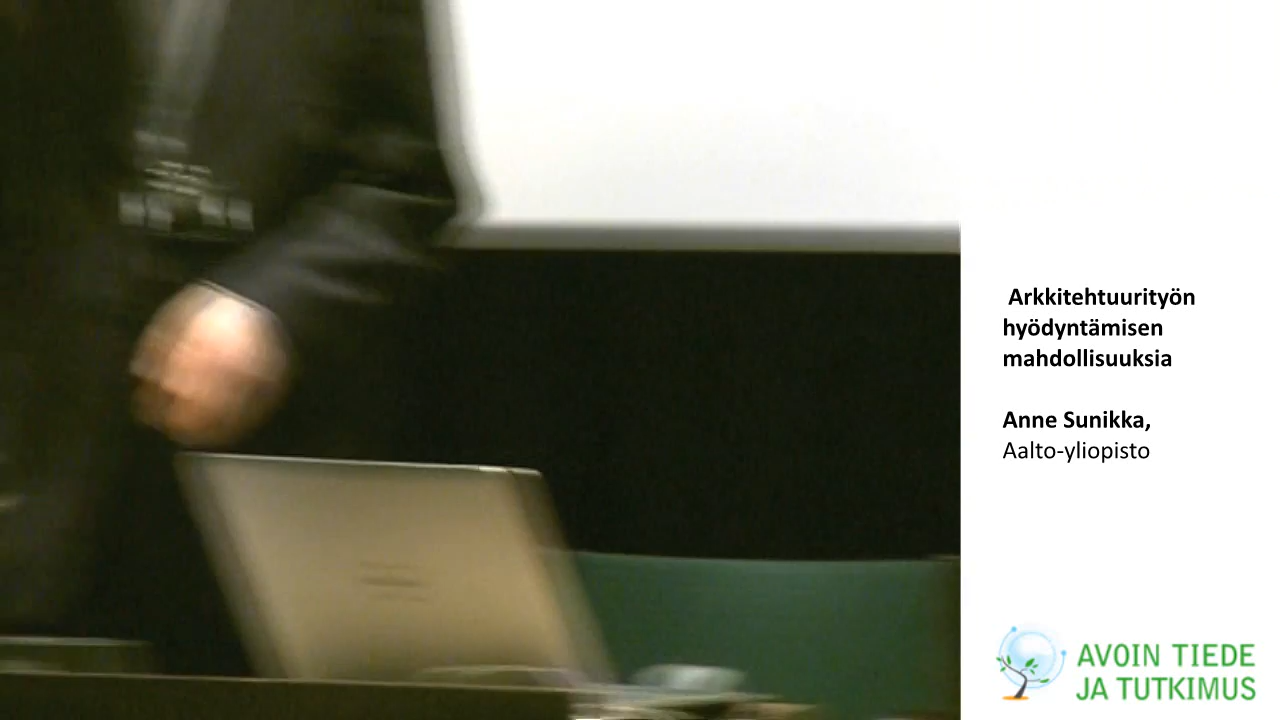 Arkkitehtuurityön
hyödyntämisen
mahdollisuuksia
Anne Sunikka,
Aalto-yliopisto
AVOIN TIEDE
JA TUTKIMUS